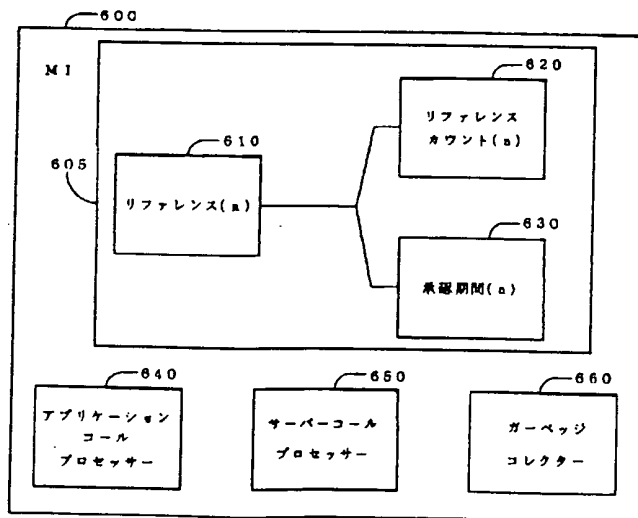 600
MI
620
リファレンス
カウント(n)
610
605
リファレンス(n)
630
承認期間(n)
640
アプリケーション
コール
プロセッサー
650
サーバーコール
プロセッサー
660
ガーベッジ
コレクター